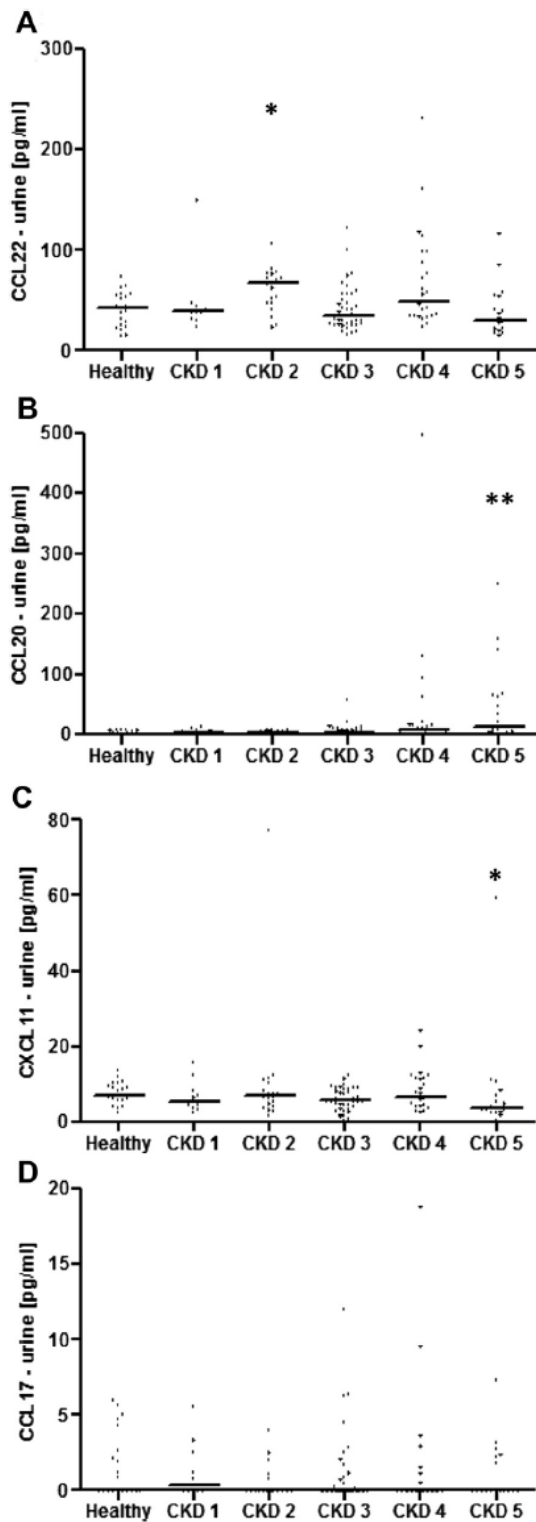 A
CCL22 - urine [pg/ml]
300
200
100
0
*
Healthy CKD 1 CKD 2 CKD 3 CKD 4 CKD 5
B
CCL20 - urine [pg/ml]
500
400
300
200
100
0
**
Healthy CKD 1 CKD 2 CKD 3 CKD 4 CKD 5
C
CXCL11 - urine [pg/ml]
80
60
40
20
0
*
Healthy CKD 1 CKD 2 CKD 3 CKD 4 CKD 5
D
CCL17 - urine [pg/ml]
20
15
10
5
0
Healthy CKD 1 CKD 2 CKD 3 CKD 4 CKD 5